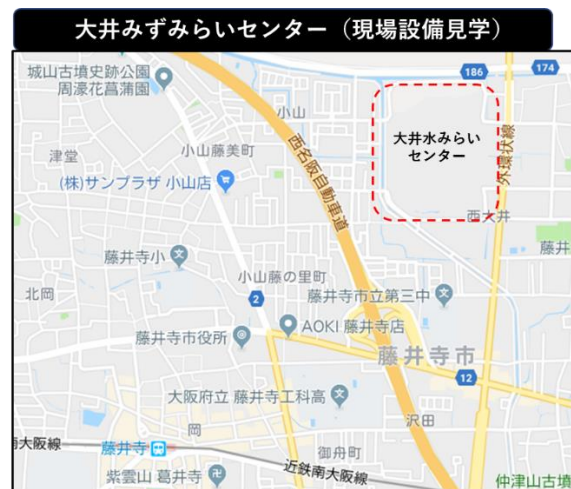 大井みずみらいセンター（現場設備見学）
城山古墳史跡公園
周濠花菖蒲園
186
174
小山
大井水みらい
センター
津堂
小山藤美町
西名阪自動車道
外環状線
(株)サンプラザ 小山店
西大井
藤井寺小
藤井
小山藤の里町
北岡
藤井寺市立第三中
2
藤井寺市役所
AOKI 藤井寺店
藤井寺市
12
大阪府立 藤井寺工科高
岡
沢田
南大阪線
藤井寺
御舟町
紫雲山 葛井寺
近鉄南大阪線
仲津山古墳